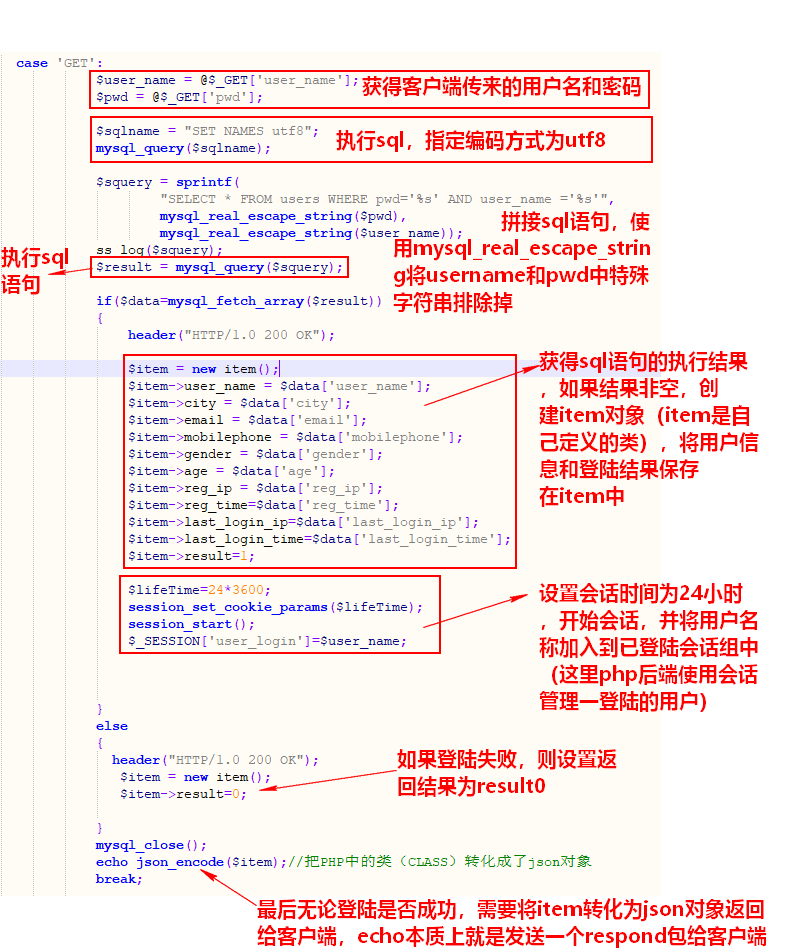 case 'GET':
$user_name = @$_GET['user_name'];
$pwd = @$_GET['pwd'];
获得客户端传来的用户名和密码
$sqlname = "SET NAMES utf8";
mysql_query($sqlname);
执行sql，指定编码方式为utf8
$squery = sprintf(
"SELECT * FROM users WHERE pwd='%s' AND user_name ='%s'",
mysql_real_escape_string($pwd),
mysql_real_escape_string($user_name));
ss_log($squery);
$result = mysql_query($squery);
执行sql
语句
拼接sql语句，使
用mysql_real_escape_strin
g将username和pwd中特殊
字符串排除掉
if($data=mysql_fetch_array($result))
{
header("HTTP/1.0 200 OK");
$item = new item();
$item->user_name = $data['user_name'];
$item->city = $data['city'];
$item->email = $data['email'];
$item->mobilephone = $data['mobilephone'];
$item->gender = $data['gender'];
$item->age = $data['age'];
$item->reg_ip = $data['reg_ip'];
$item->reg_time=$data['reg_time'];
$item->last_login_ip=$data['last_login_ip'];
$item->last_login_time=$data['last_login_time'];
$item->result=1;
获得sql语句的执行结果
，如果结果非空，创
建item对象（item是自
己定义的类），将用户信
息和登陆结果保存
在item中
$lifeTime=24*3600;
session_set_cookie_params($lifeTime);
session_start();
$_SESSION['user_login']=$user_name;
设置会话时间为24小时
，开始会话，并将用户名
称加入到已登陆会话组中
（这里php后端使用会话
管理一登陆的用户）
}
else
{
header("HTTP/1.0 200 OK");
$item = new item();
$item->result=0;
如果登陆失败，则设置返
回结果为result0
}
mysql_close();
echo json_encode($item);//把PHP中的类（CLASS）转化成了json对象
break;
最后无论登陆是否成功，需要将item转化为json对象返回
给客户端，echo本质上就是发送一个respond包给客户端